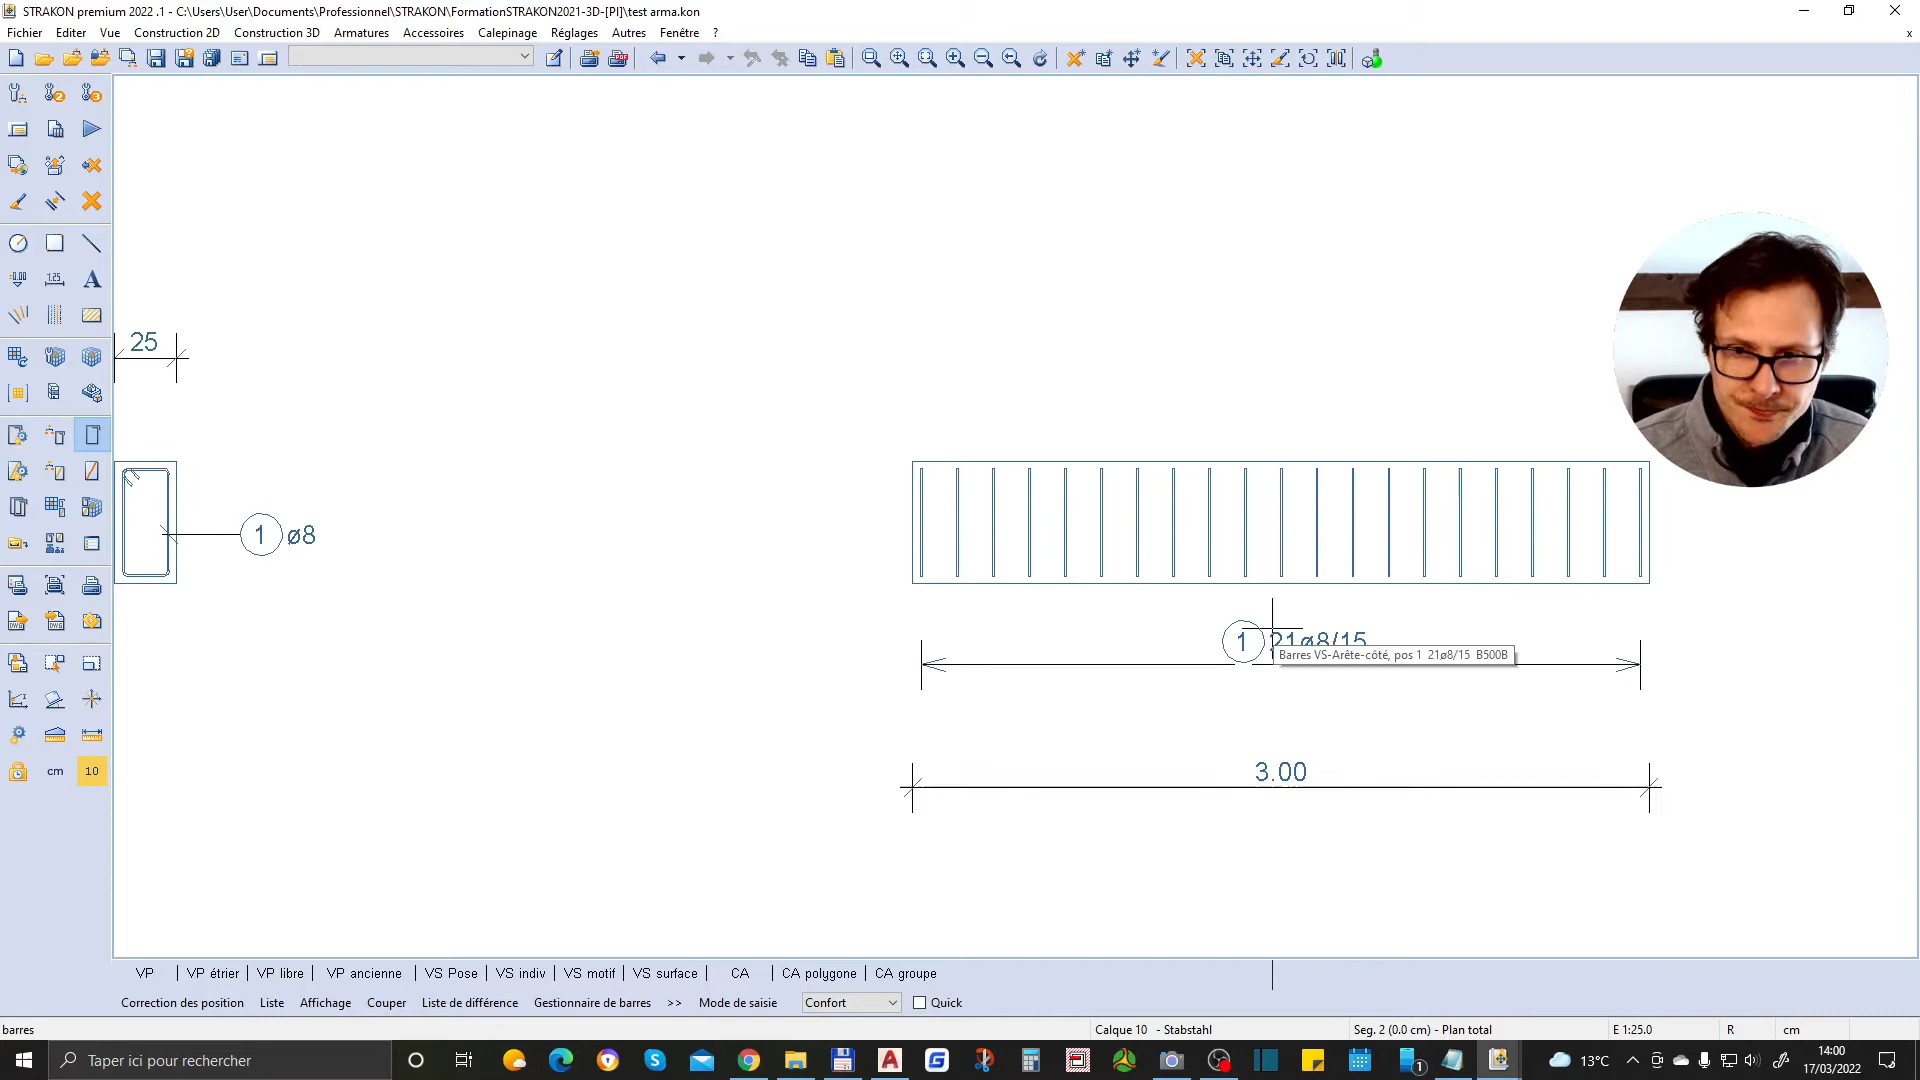 STRAKON premium 2022 .1 - C:\Users\User\Documents\Professionnel\STRAKON\FormationSTRAKON2021-3D-[PI]\test arma.kon
Fichier Editer Vue Construction 2D Construction 3D Armatures Accessoires Calepinage Réglages Autres Fenêtre ?
x
25
1 ø8
1 21ø8/15
Barres VS-Arête-côté, pos 1 21ø8/15 B500B
3.00
cm 10
VP VP étrier VP libre VP ancienne VS Pose VS indiv VS motif VS surface CA CA polygone CA groupe
Correction des position Liste Affichage Couper Liste de différence Gestionnaire de barres >> Mode de saisie Confort Quick
barres Calque 10 - Stabstahl Seg. 2 (0.0 cm) - Plan total E 1:25.0 R cm
Taper ici pour rechercher
13°C
14:00
17/03/2022